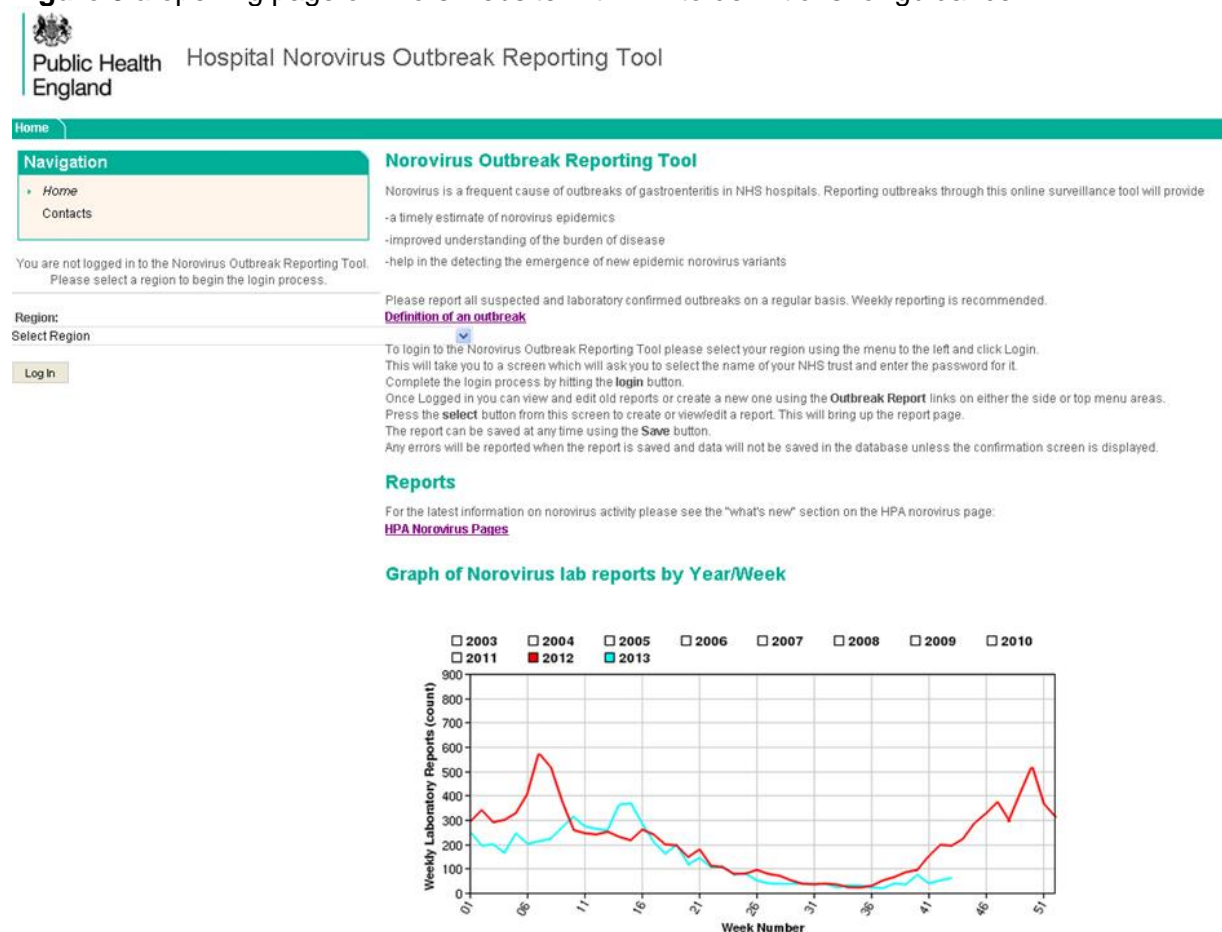 Public Health
England
Hospital Norovirus Outbreak Reporting Tool
Home
Navigation
Home
Contacts
You are not logged in to the Norovirus Outbreak Reporting Tool.
Please select a region to begin the login process.
Region:
Select Region
Log In
Norovirus Outbreak Reporting Tool
Norovirus is a frequent cause of outbreaks of gastroenteritis in NHS hospitals. Reporting outbreaks through this online surveillance tool will provide
-a timely estimate of norovirus epidemics
-improved understanding of the burden of disease
-help in the detecting the emergence of new epidemic norovirus variants
Please report all suspected and laboratory confirmed outbreaks on a regular basis. Weekly reporting is recommended.
Definition of an outbreak
To login to the Norovirus Outbreak Reporting Tool please select your region using the menu to the left and click Login.
This will take you to a screen which will ask you to select the name of your NHS trust and enter the password for it.
Complete the login process by hitting the login button.
Once Logged in you can view and edit old reports or create a new one using the Outbreak Report links on either the side or top menu areas.
Press the select button from this screen to create or view/edit a report. This will bring up the report page.
The report can be saved at any time using the Save button.
Any errors will be reported when the report is saved and data will not be saved in the database unless the confirmation screen is displayed.
Reports
For the latest information on norovirus activity please see the "what's new" section on the HPA norovirus page:
HPA Norovirus Pages
Graph of Norovirus lab reports by Year/Week
2003 2004 2005 2006 2007 2008 2009 2010
2011 2012 2013
Weekly Laboratory Reports (count)
900
800
700
600
500
400
300
200
100
0
01 06 11 16 21 26 31 36 41 46 51
Week Number